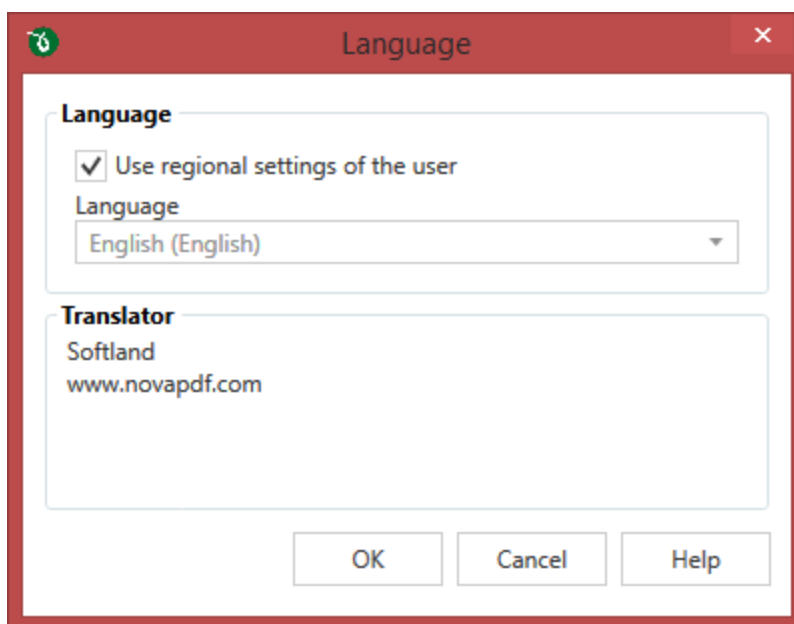 Language
Language
Use regional settings of the user
Language
English (English)
Translator
Softland
www.novapdf.com
OK Cancel Help